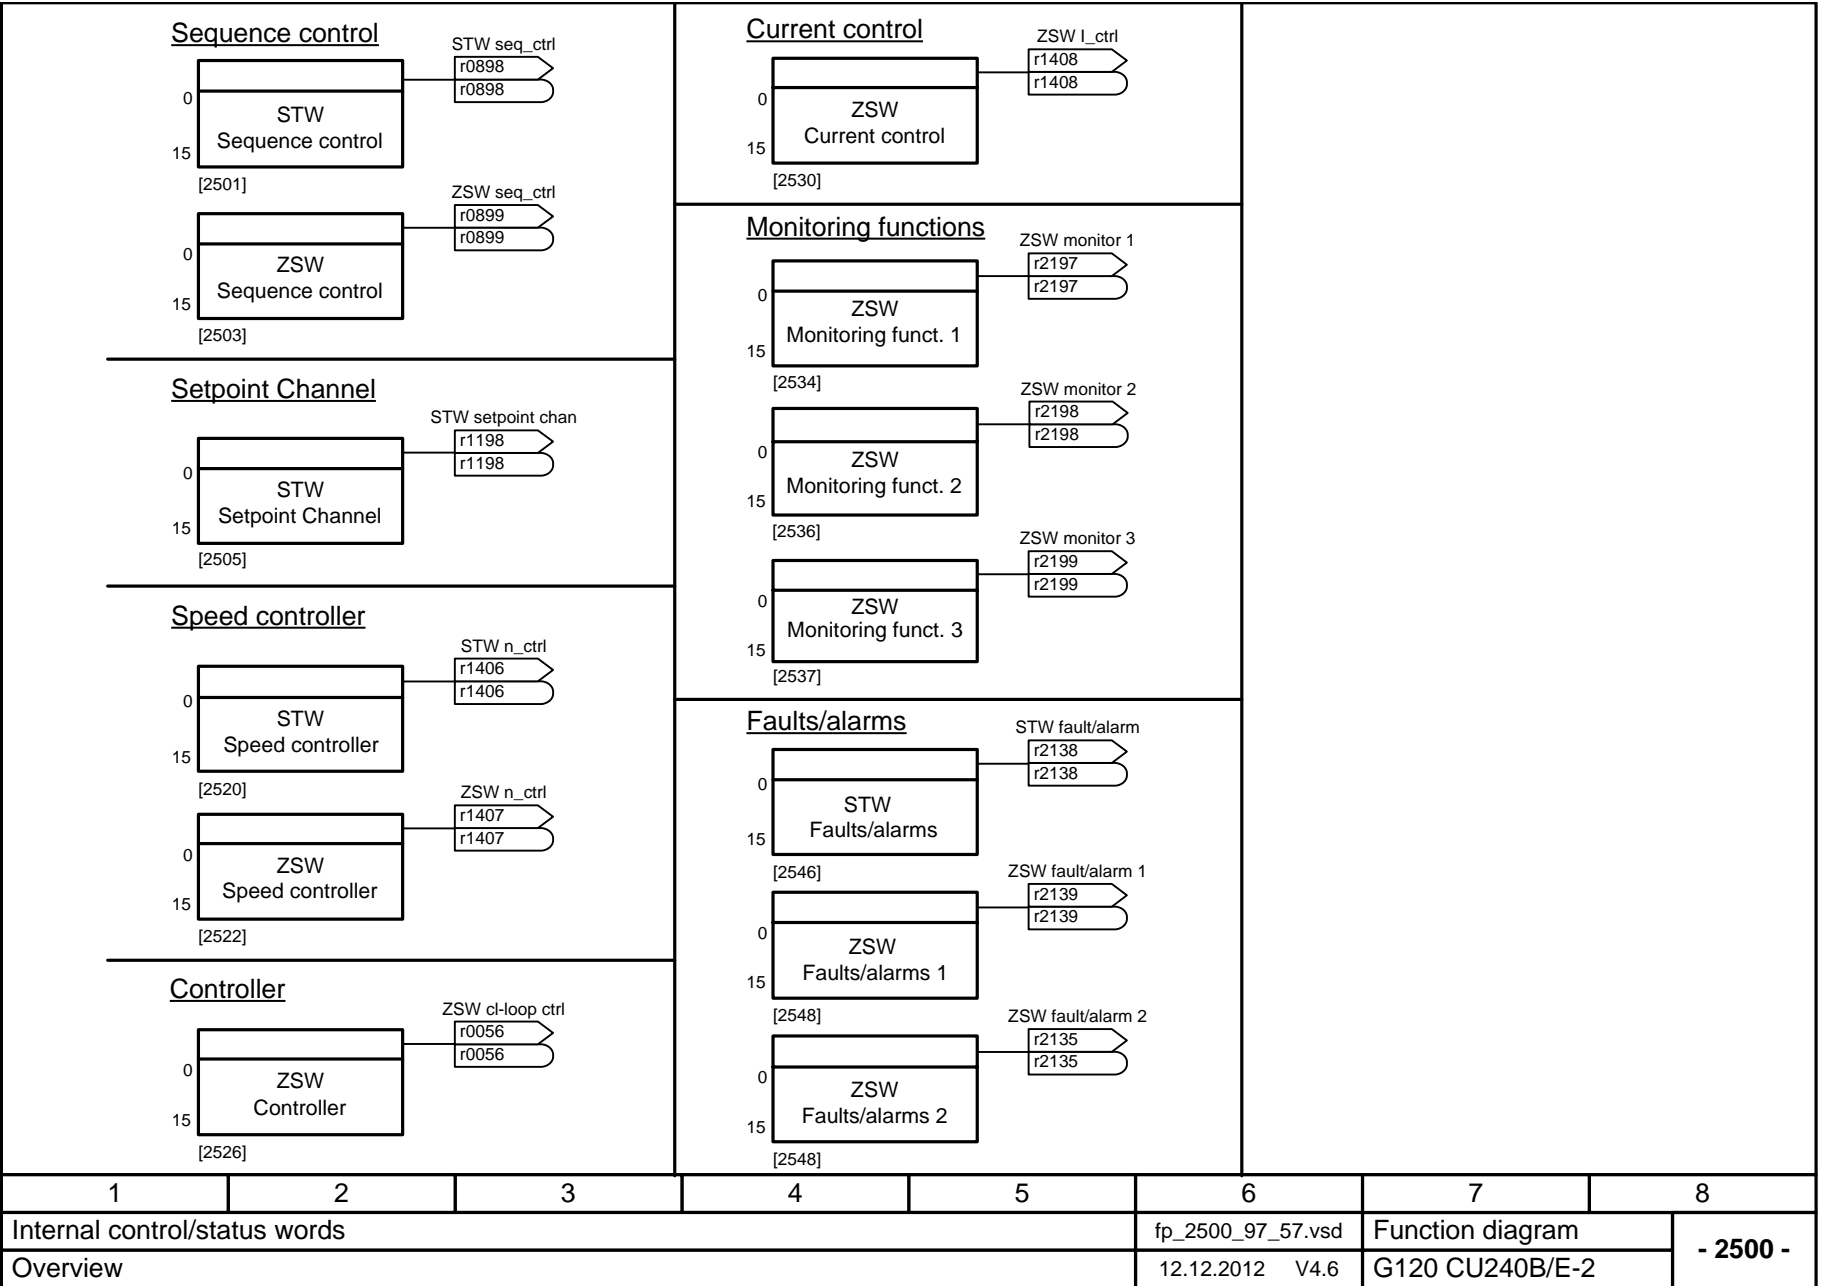 Sequence control
STW seq_ctrl
r0898
r0898
0
STW
Sequence control
15
[2501]
ZSW seq_ctrl
r0899
r0899
0
ZSW
Sequence control
15
[2503]
Setpoint Channel
STW setpoint chan
r1198
r1198
0
STW
Setpoint Channel
15
[2505]
Speed controller
STW n_ctrl
r1406
r1406
0
STW
Speed controller
15
[2520]
ZSW n_ctrl
r1407
r1407
0
ZSW
Speed controller
15
[2522]
Controller
ZSW cl-loop ctrl
r0056
r0056
0
ZSW
Controller
15
[2526]
Current control
ZSW I_ctrl
r1408
r1408
0
ZSW
Current control
15
[2530]
Monitoring functions
ZSW monitor 1
r2197
r2197
0
ZSW
Monitoring funct. 1
15
[2534]
ZSW monitor 2
r2198
r2198
0
ZSW
Monitoring funct. 2
15
[2536]
ZSW monitor 3
r2199
r2199
0
ZSW
Monitoring funct. 3
15
[2537]
Faults/alarms
STW fault/alarm
r2138
r2138
0
STW
Faults/alarms
15
[2546]
ZSW fault/alarm 1
r2139
r2139
0
ZSW
Faults/alarms 1
15
[2548]
ZSW fault/alarm 2
r2135
r2135
0
ZSW
Faults/alarms 2
15
[2548]
1 2 3 4 5 6 7 8
Internal control/status words fp_2500_97_57.vsd Function diagram
- 2500 -
Overview 12.12.2012 V4.6 G120 CU240B/E-2